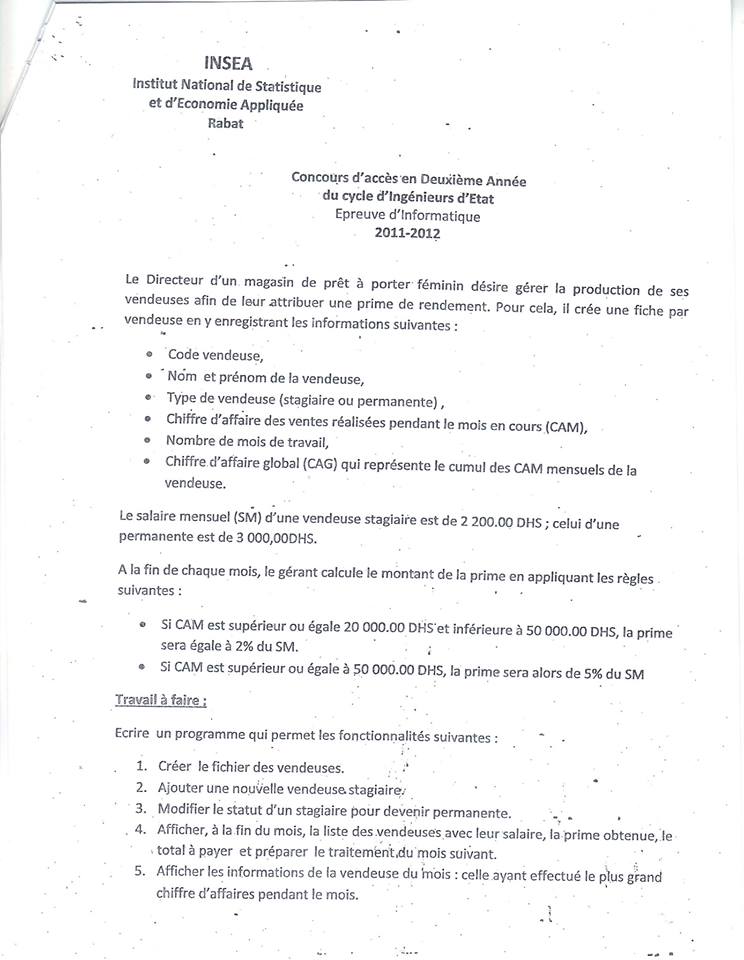 INSEA
Institut National de Statistique
et d'Economie Appliquée
Rabat
Concours d'accès en Deuxième Année
du cycle d'Ingénieurs d'Etat
Epreuve d'Informatique
2011-2012
Le Directeur d'un magasin de prêt à porter féminin désire gérer la production de ses
vendeuses afin de leur attribuer une prime de rendement. Pour cela, il crée une fiche par
vendeuse en y enregistrant les informations suivantes :
• Code vendeuse,
• Nom et prénom de la vendeuse,
• Type de vendeuse (stagiaire ou permanente) ,
• Chiffre d'affaire des ventes réalisées pendant le mois en cours (CAM),
• Nombre de mois de travail,
• Chiffre d'affaire global (CAG) qui représente le cumul des CAM mensuels de la
vendeuse.
Le salaire mensuel (SM) d'une vendeuse stagiaire est de 2 200.00 DHS ; celui d'une
permanente est de 3 000,00DHS.
A la fin de chaque mois, le gérant calcule le montant de la prime en appliquant les règles
suivantes :
• Si CAM est supérieur ou égale 20 000.00 DHS et inférieure à 50 000.00 DHS, la prime
sera égale à 2% du SM.
• Si CAM est supérieur ou égale à 50 000.00 DHS, la prime sera alors de 5% du SM
Travail à faire :
Ecrire un programme qui permet les fonctionnalités suivantes :
1. Créer le fichier des vendeuses.
2. Ajouter une nouvelle vendeuse stagiaire.
3. Modifier le statut d'un stagiaire pour devenir permanente.
4. Afficher, à la fin du mois, la liste des vendeuses avec leur salaire, la prime obtenue, le
total à payer et préparer le traitement du mois suivant.
5. Afficher les informations de la vendeuse du mois : celle ayant effectué le plus grand
chiffre d'affaires pendant le mois.